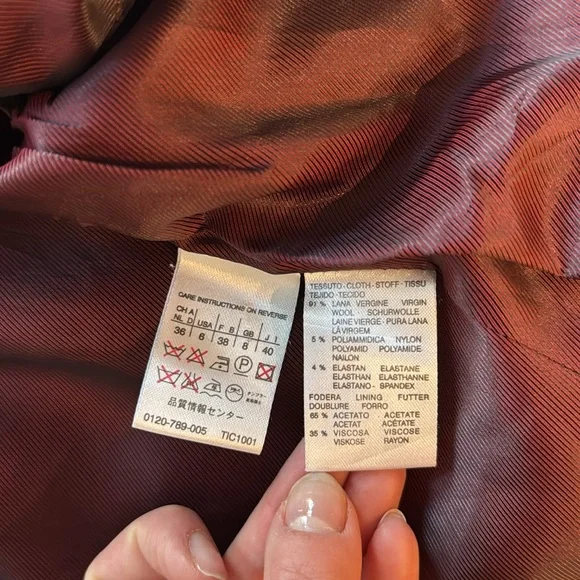 CARE INSTRUCTIONS ON REVERSE
CH A
NL D USA F B GB J I
36 6 38 8 40
P
品質情報センター
0120-789-005 TIC1001
TESSUTO·CLOTH·STOFF·TISSU
TEJIDO·TECIDO
91% LANA VERGINE VIRGIN
WOOL SCHURWOLLE
LAINE VIERGE·PURA LANA
LÃ VIRGEM
5% POLIAMMIDICA NYLON
POLYAMID POLYAMIDE
NAILON
4% ELASTAN ELASTANE
ELASTHAN ELASTHANNE
ELASTANO·SPANDEX
FODERA LINING FUTTER
DOUBLURE FORRO
65% ACETATO ACETATE
ACETAT ACÉTATE
35% VISCOSA VISCOSE
VISKOSE RAYON